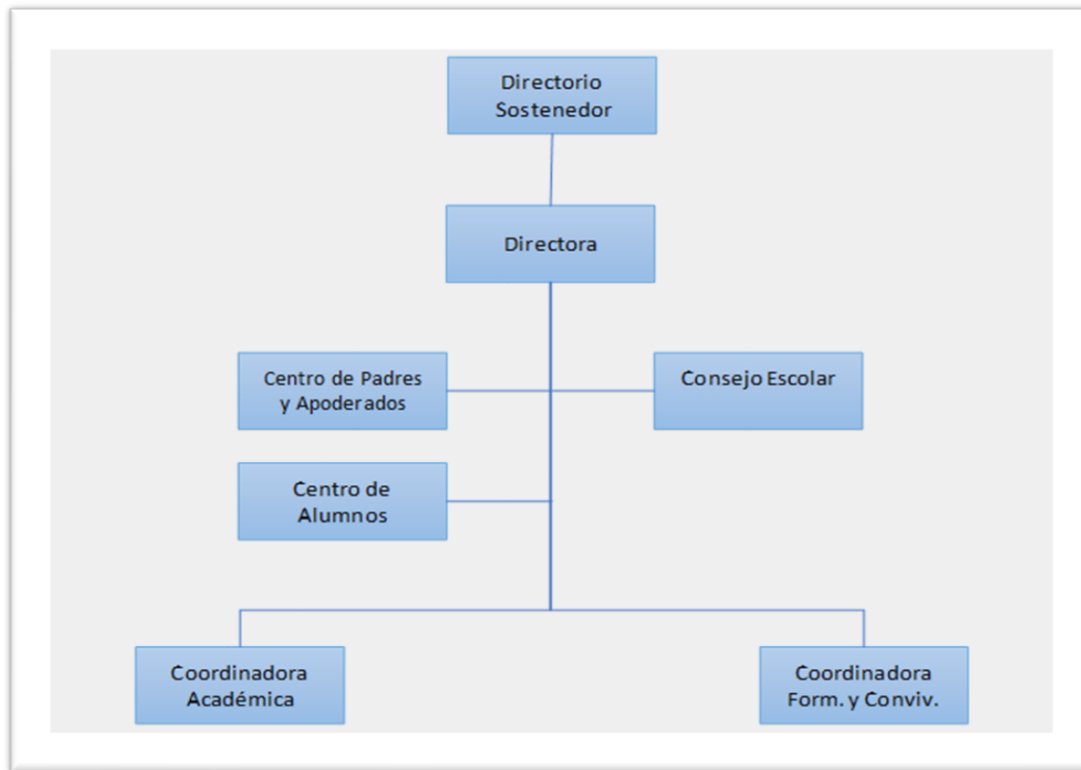 Directorio
Sostenedor
Directora
Centro de Padres
y Apoderados
Consejo Escolar
Centro de
Alumnos
Coordinadora
Académica
Coordinadora
Form. y Conviv.